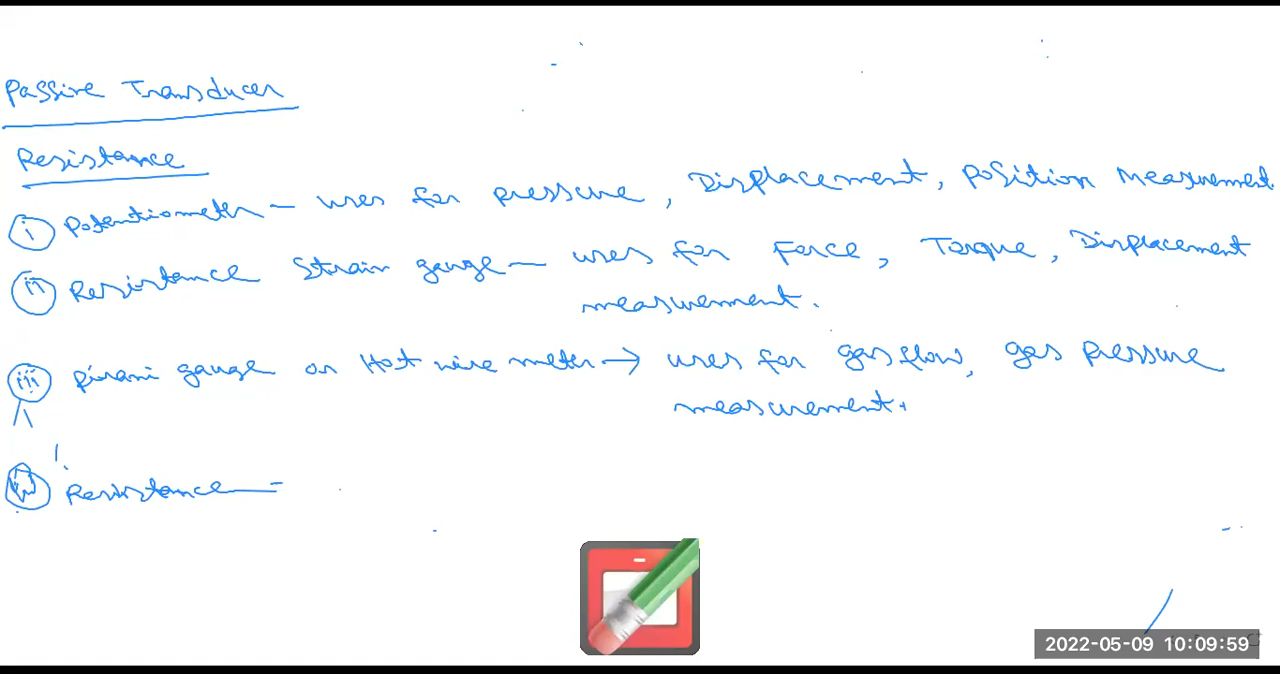 Passive Transducer
Resistance
(i) Potentiometer — uses for pressure, Displacement, Position Measurement
(ii) Resistance Strain gauge — uses for Force, Torque, Displacement
measurement.
(iii) pirani gauge or Hot wire meter → uses for gas flow, gas pressure
measurement.
(iv) Resistance
2022-05-09 10:09:59